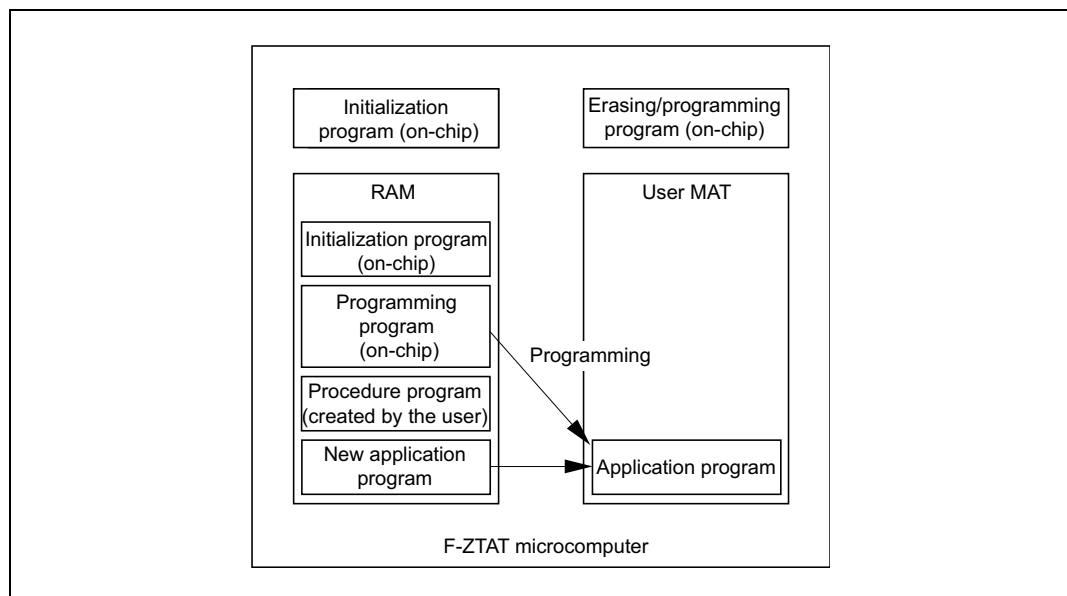 Initialization
program (on-chip)
Erasing/programming
program (on-chip)
RAM
Initialization program
(on-chip)
Programming
program
(on-chip)
Procedure program
(created by the user)
New application
program
Programming
User MAT
Application program
F-ZTAT microcomputer